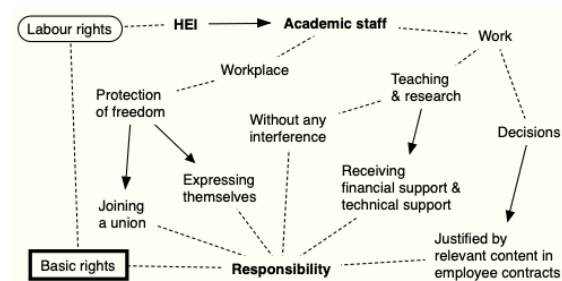 Labour rights
HEI
Academic staff
Work
Workplace
Teaching
& research
Protection
of freedom
Without any
interference
Decisions
Expressing
themselves
Receiving
financial support &
technical support
Joining
a union
Justified by
relevant content in
employee contracts
Basic rights
Responsibility